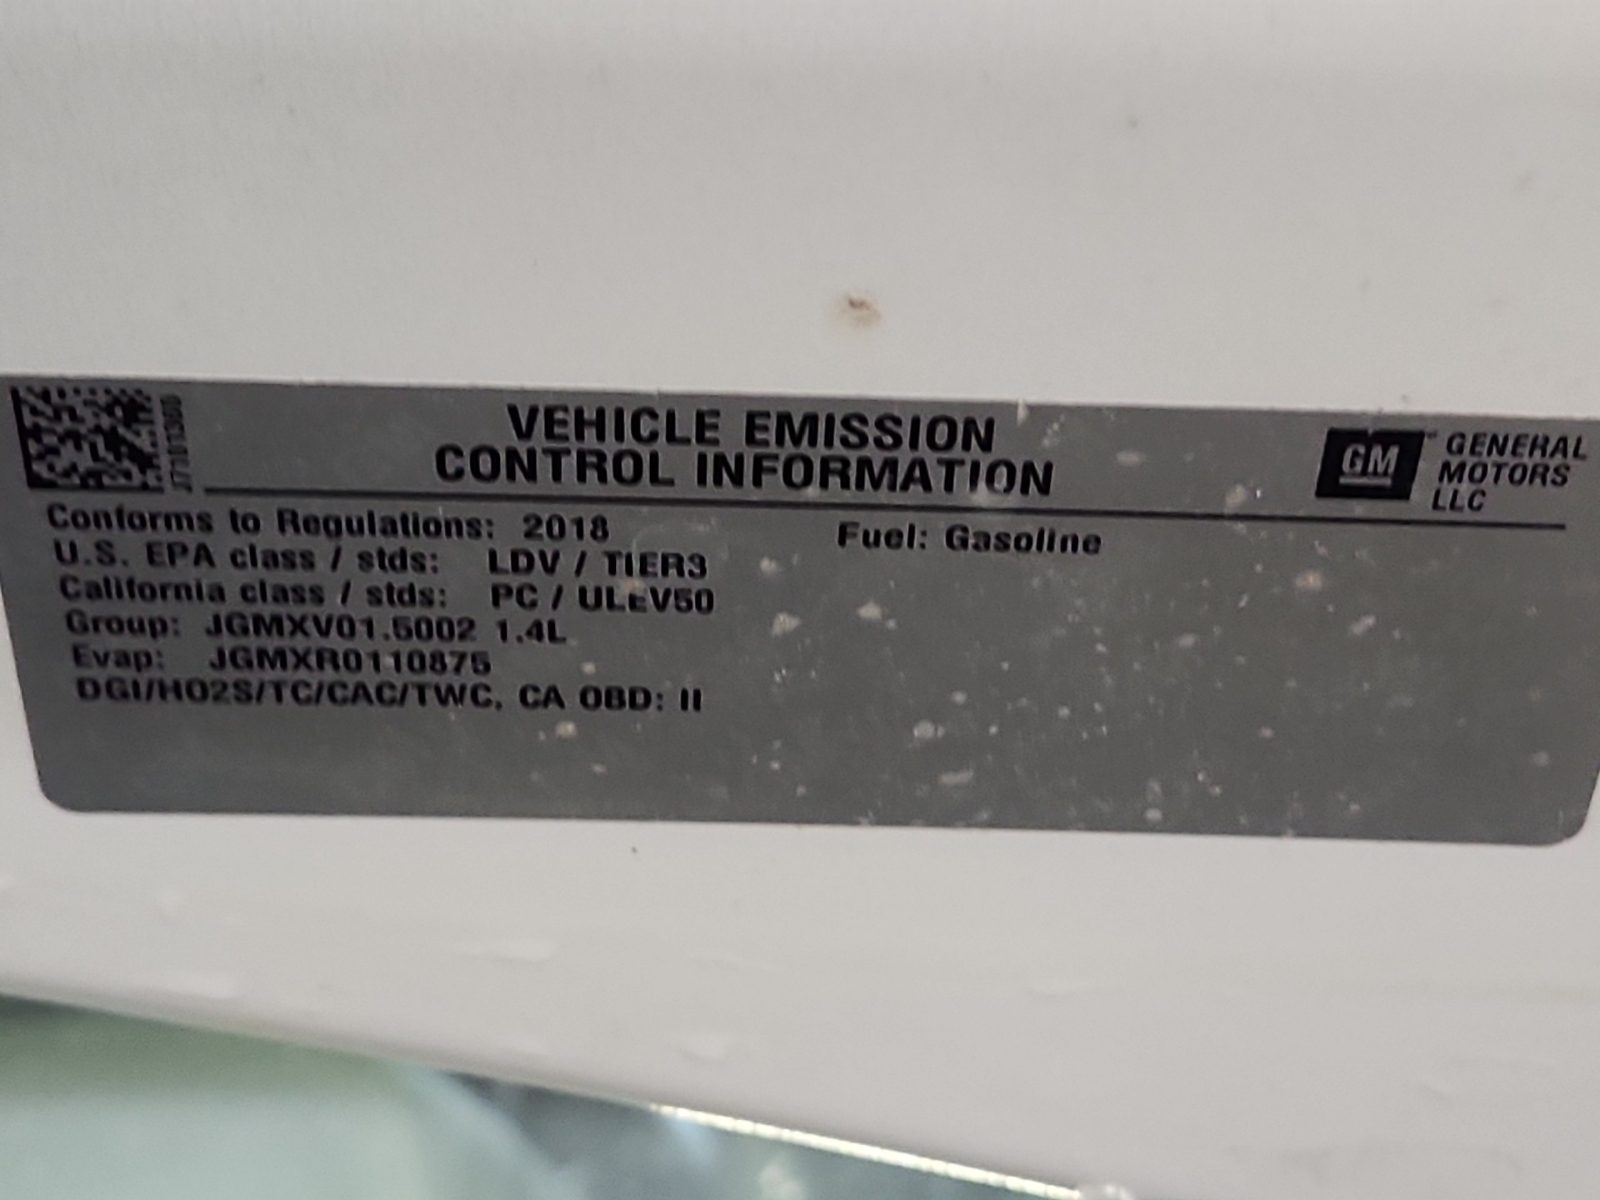 VEHICLE EMISSION
CONTROL INFORMATION
GM
GENERAL
MOTORS
LLC
Conforms to Regulations: 2018 Fuel: Gasoline
U.S. EPA class / stds: LDV / TIER3
California class / stds: PC / ULEV50
Group: JGMXV01.5002 1.4L
Evap: JGMXR0110875
DGI/HO2S/TC/CAC/TWC, CA OBD: II